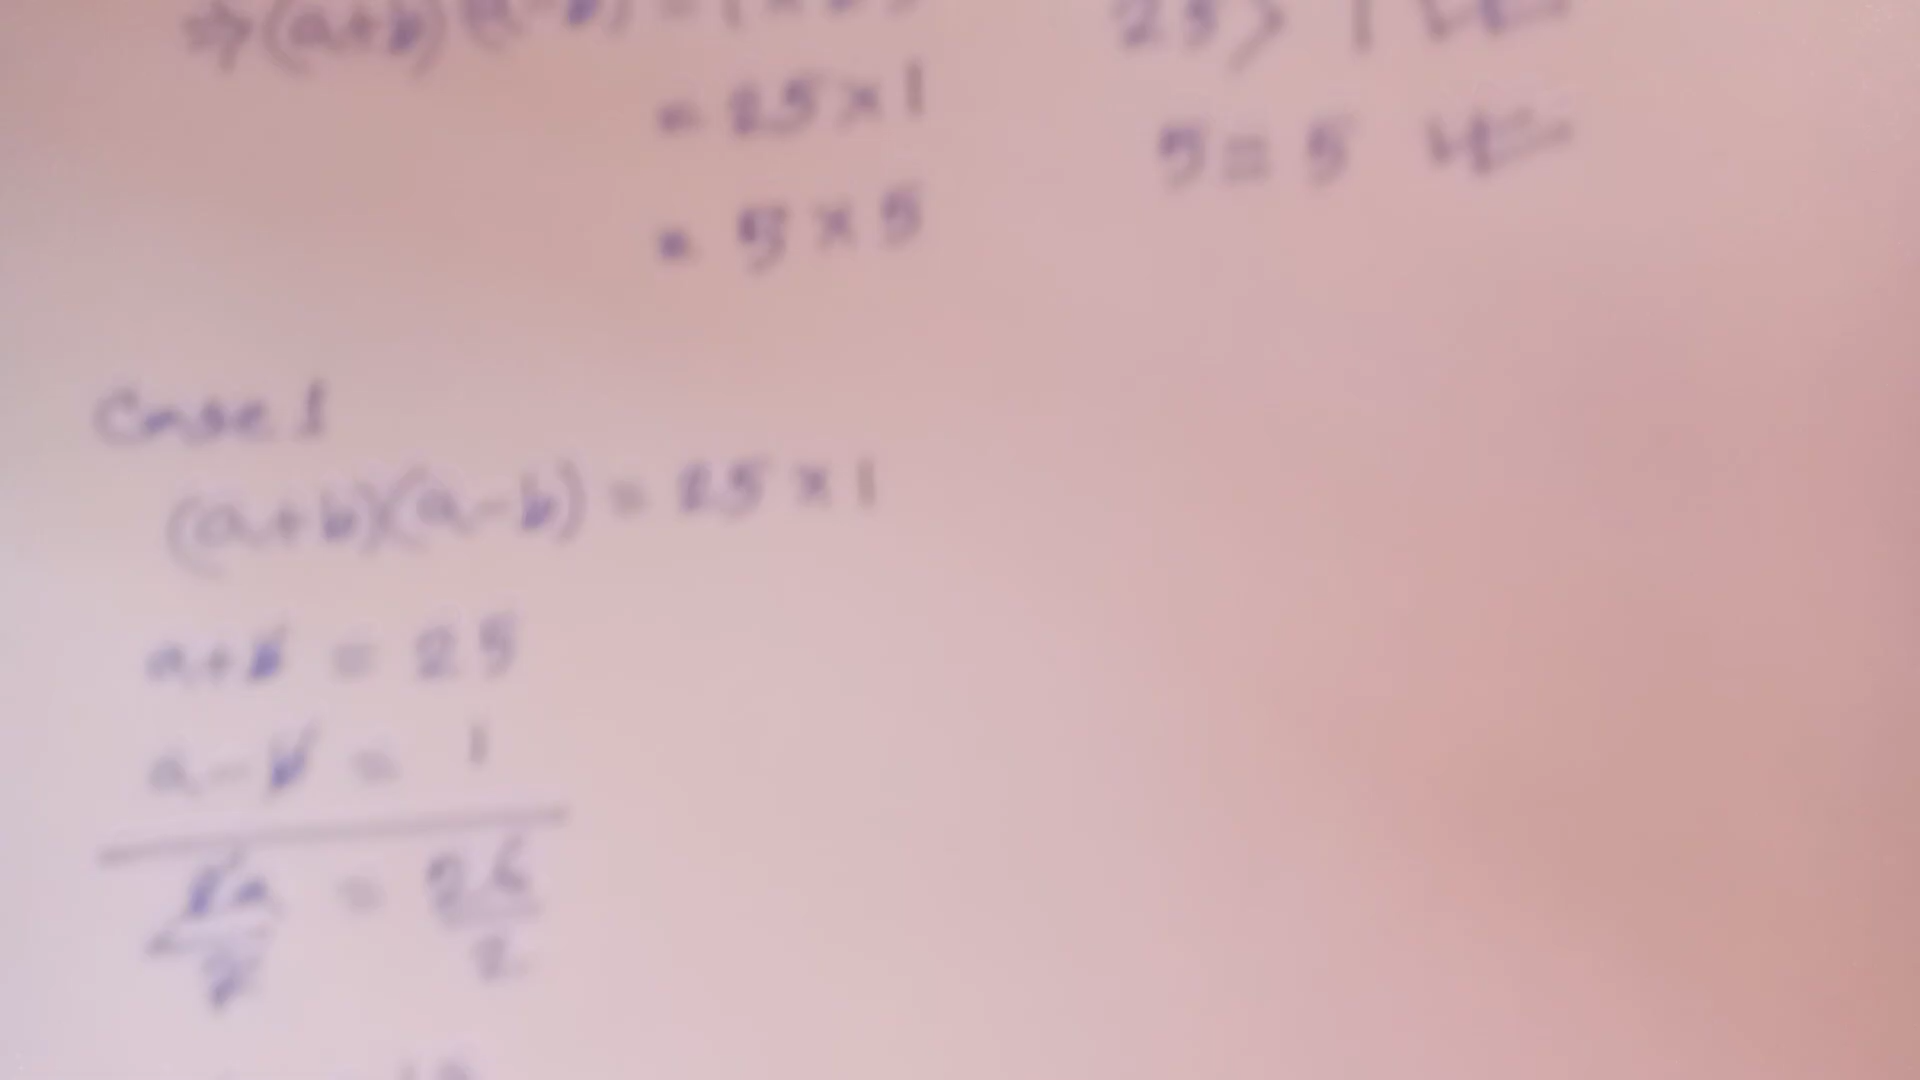 ⇒ (a+b)(a-b) =
= 25 × 1
= 5 × 5
25 > 1
5 = 5
Case 1
(a+b)(a-b) = 25 × 1
a+b = 25
a-b = 1
2a/2 = 26/2